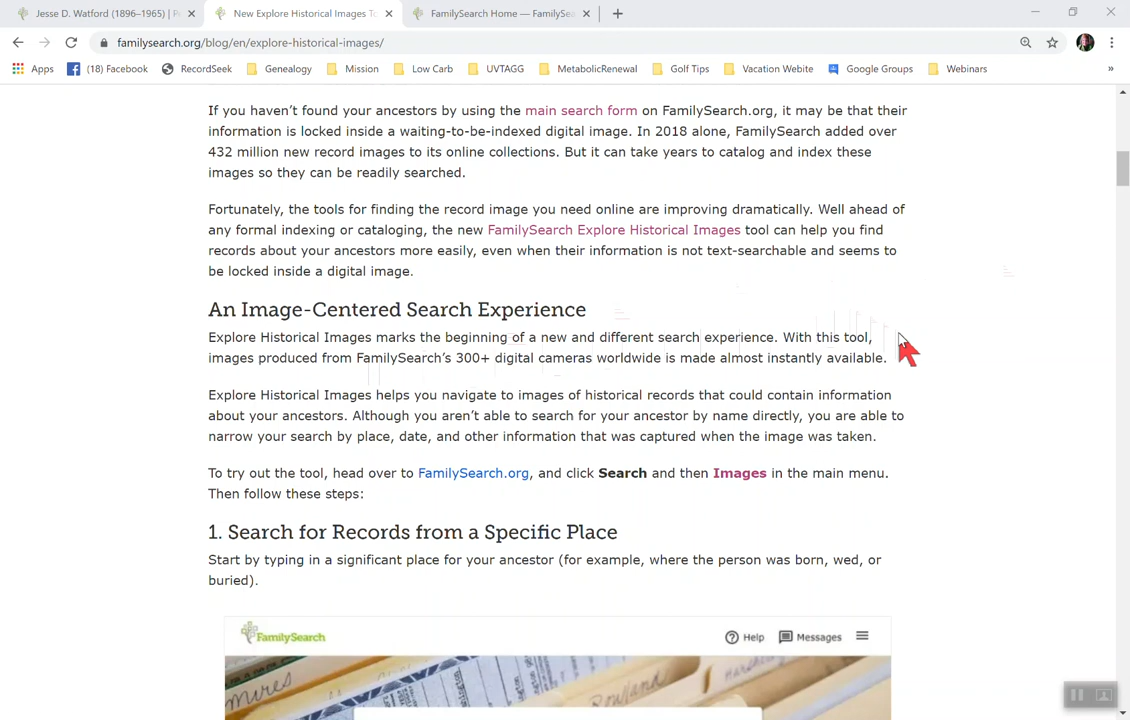 Jesse D. Watford (1896–1965) | P
New Explore Historical Images To
FamilySearch Home — FamilySea
familysearch.org/blog/en/explore-historical-images/
Apps
(18) Facebook
RecordSeek
Genealogy
Mission
Low Carb
UVTAGG
MetabolicRenewal
Golf Tips
Vacation Webite
Google Groups
Webinars
»
If you haven’t found your ancestors by using the main search form on FamilySearch.org, it may be that their
information is locked inside a waiting-to-be-indexed digital image. In 2018 alone, FamilySearch added over
432 million new record images to its online collections. But it can take years to catalog and index these
images so they can be readily searched.
Fortunately, the tools for finding the record image you need online are improving dramatically. Well ahead of
any formal indexing or cataloging, the new FamilySearch Explore Historical Images tool can help you find
records about your ancestors more easily, even when their information is not text-searchable and seems to
be locked inside a digital image.
An Image-Centered Search Experience
Explore Historical Images marks the beginning of a new and different search experience. With this tool,
images produced from FamilySearch’s 300+ digital cameras worldwide is made almost instantly available.
Explore Historical Images helps you navigate to images of historical records that could contain information
about your ancestors. Although you aren’t able to search for your ancestor by name directly, you are able to
narrow your search by place, date, and other information that was captured when the image was taken.
To try out the tool, head over to FamilySearch.org, and click Search and then Images in the main menu.
Then follow these steps:
1. Search for Records from a Specific Place
Start by typing in a significant place for your ancestor (for example, where the person was born, wed, or
buried).
FamilySearch
Help
Messages
mires
Rowland